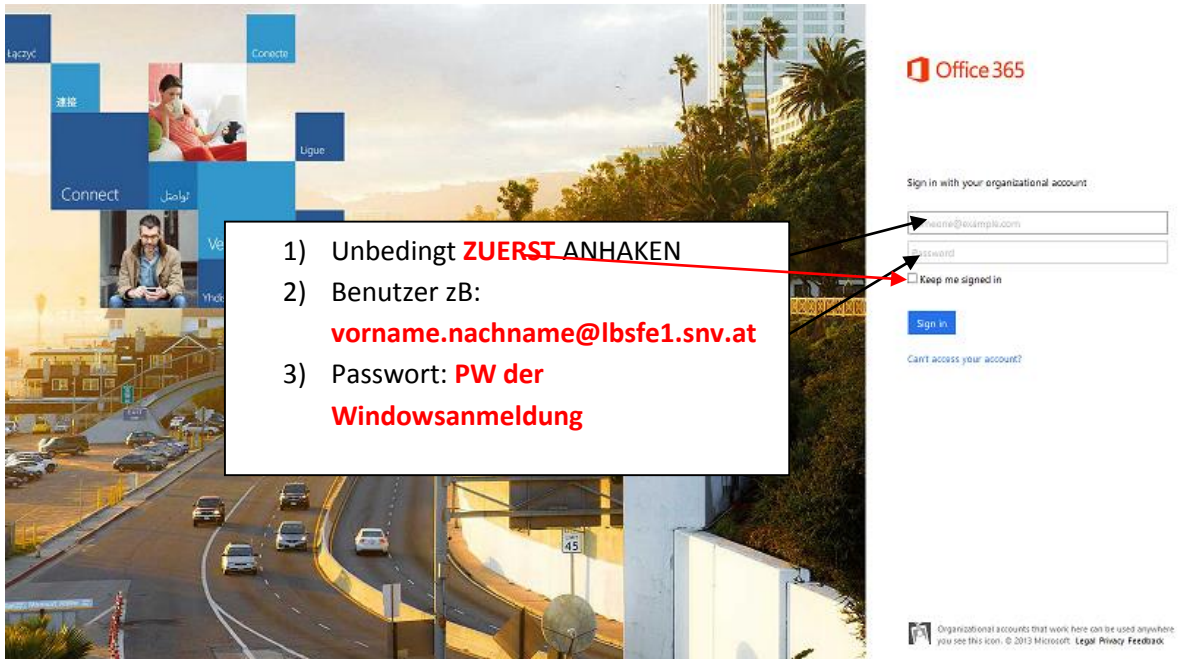 Łączyć
Conecte
連接
Ligue
Connect
تواصل
Ve
Yhdis
1) Unbedingt ZUERST ANHAKEN
2) Benutzer zB:
vorname.nachname@lbsfe1.snv.at
3) Passwort: PW der
Windowsanmeldung
45
Office 365
Sign in with your organizational account
someone@example.com
Password
Keep me signed in
Sign in
Can't access your account?
Organizational accounts that work here can be used anywhere
you see this icon. © 2013 Microsoft Legal Privacy Feedback